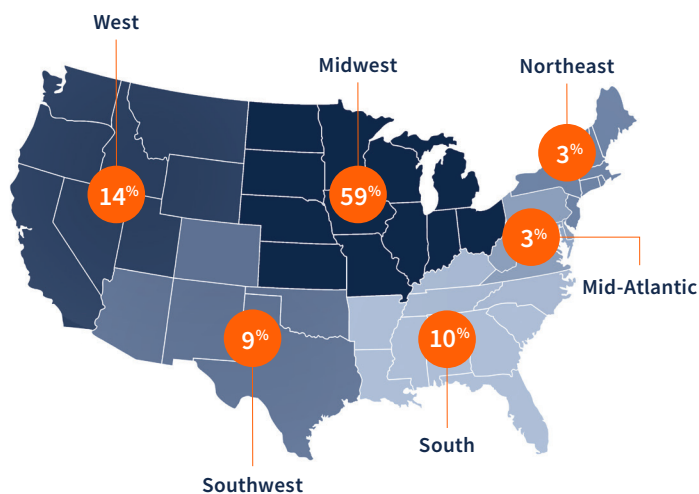 West
Midwest
Northeast
14%
59%
3%
3%
Mid-Atlantic
9%
10%
South
Southwest